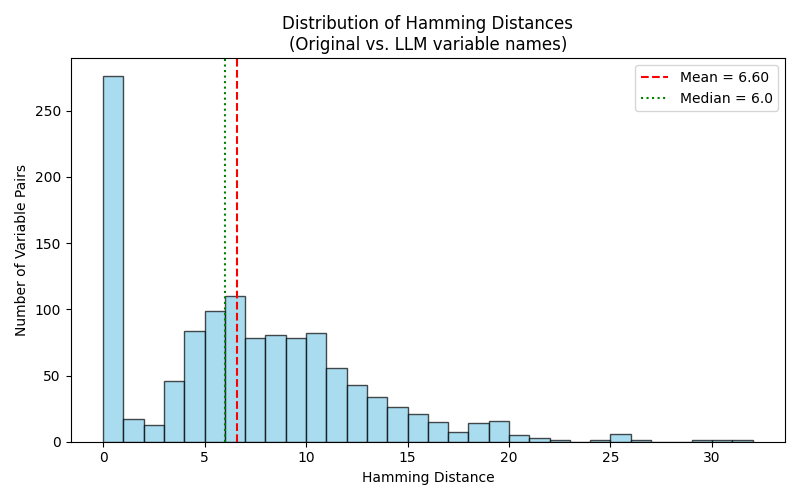 Distribution of Hamming Distances
(Original vs. LLM variable names)
Mean = 6.60
Median = 6.0
Number of Variable Pairs
250
200
150
100
50
0
0 5 10 15 20 25 30
Hamming Distance